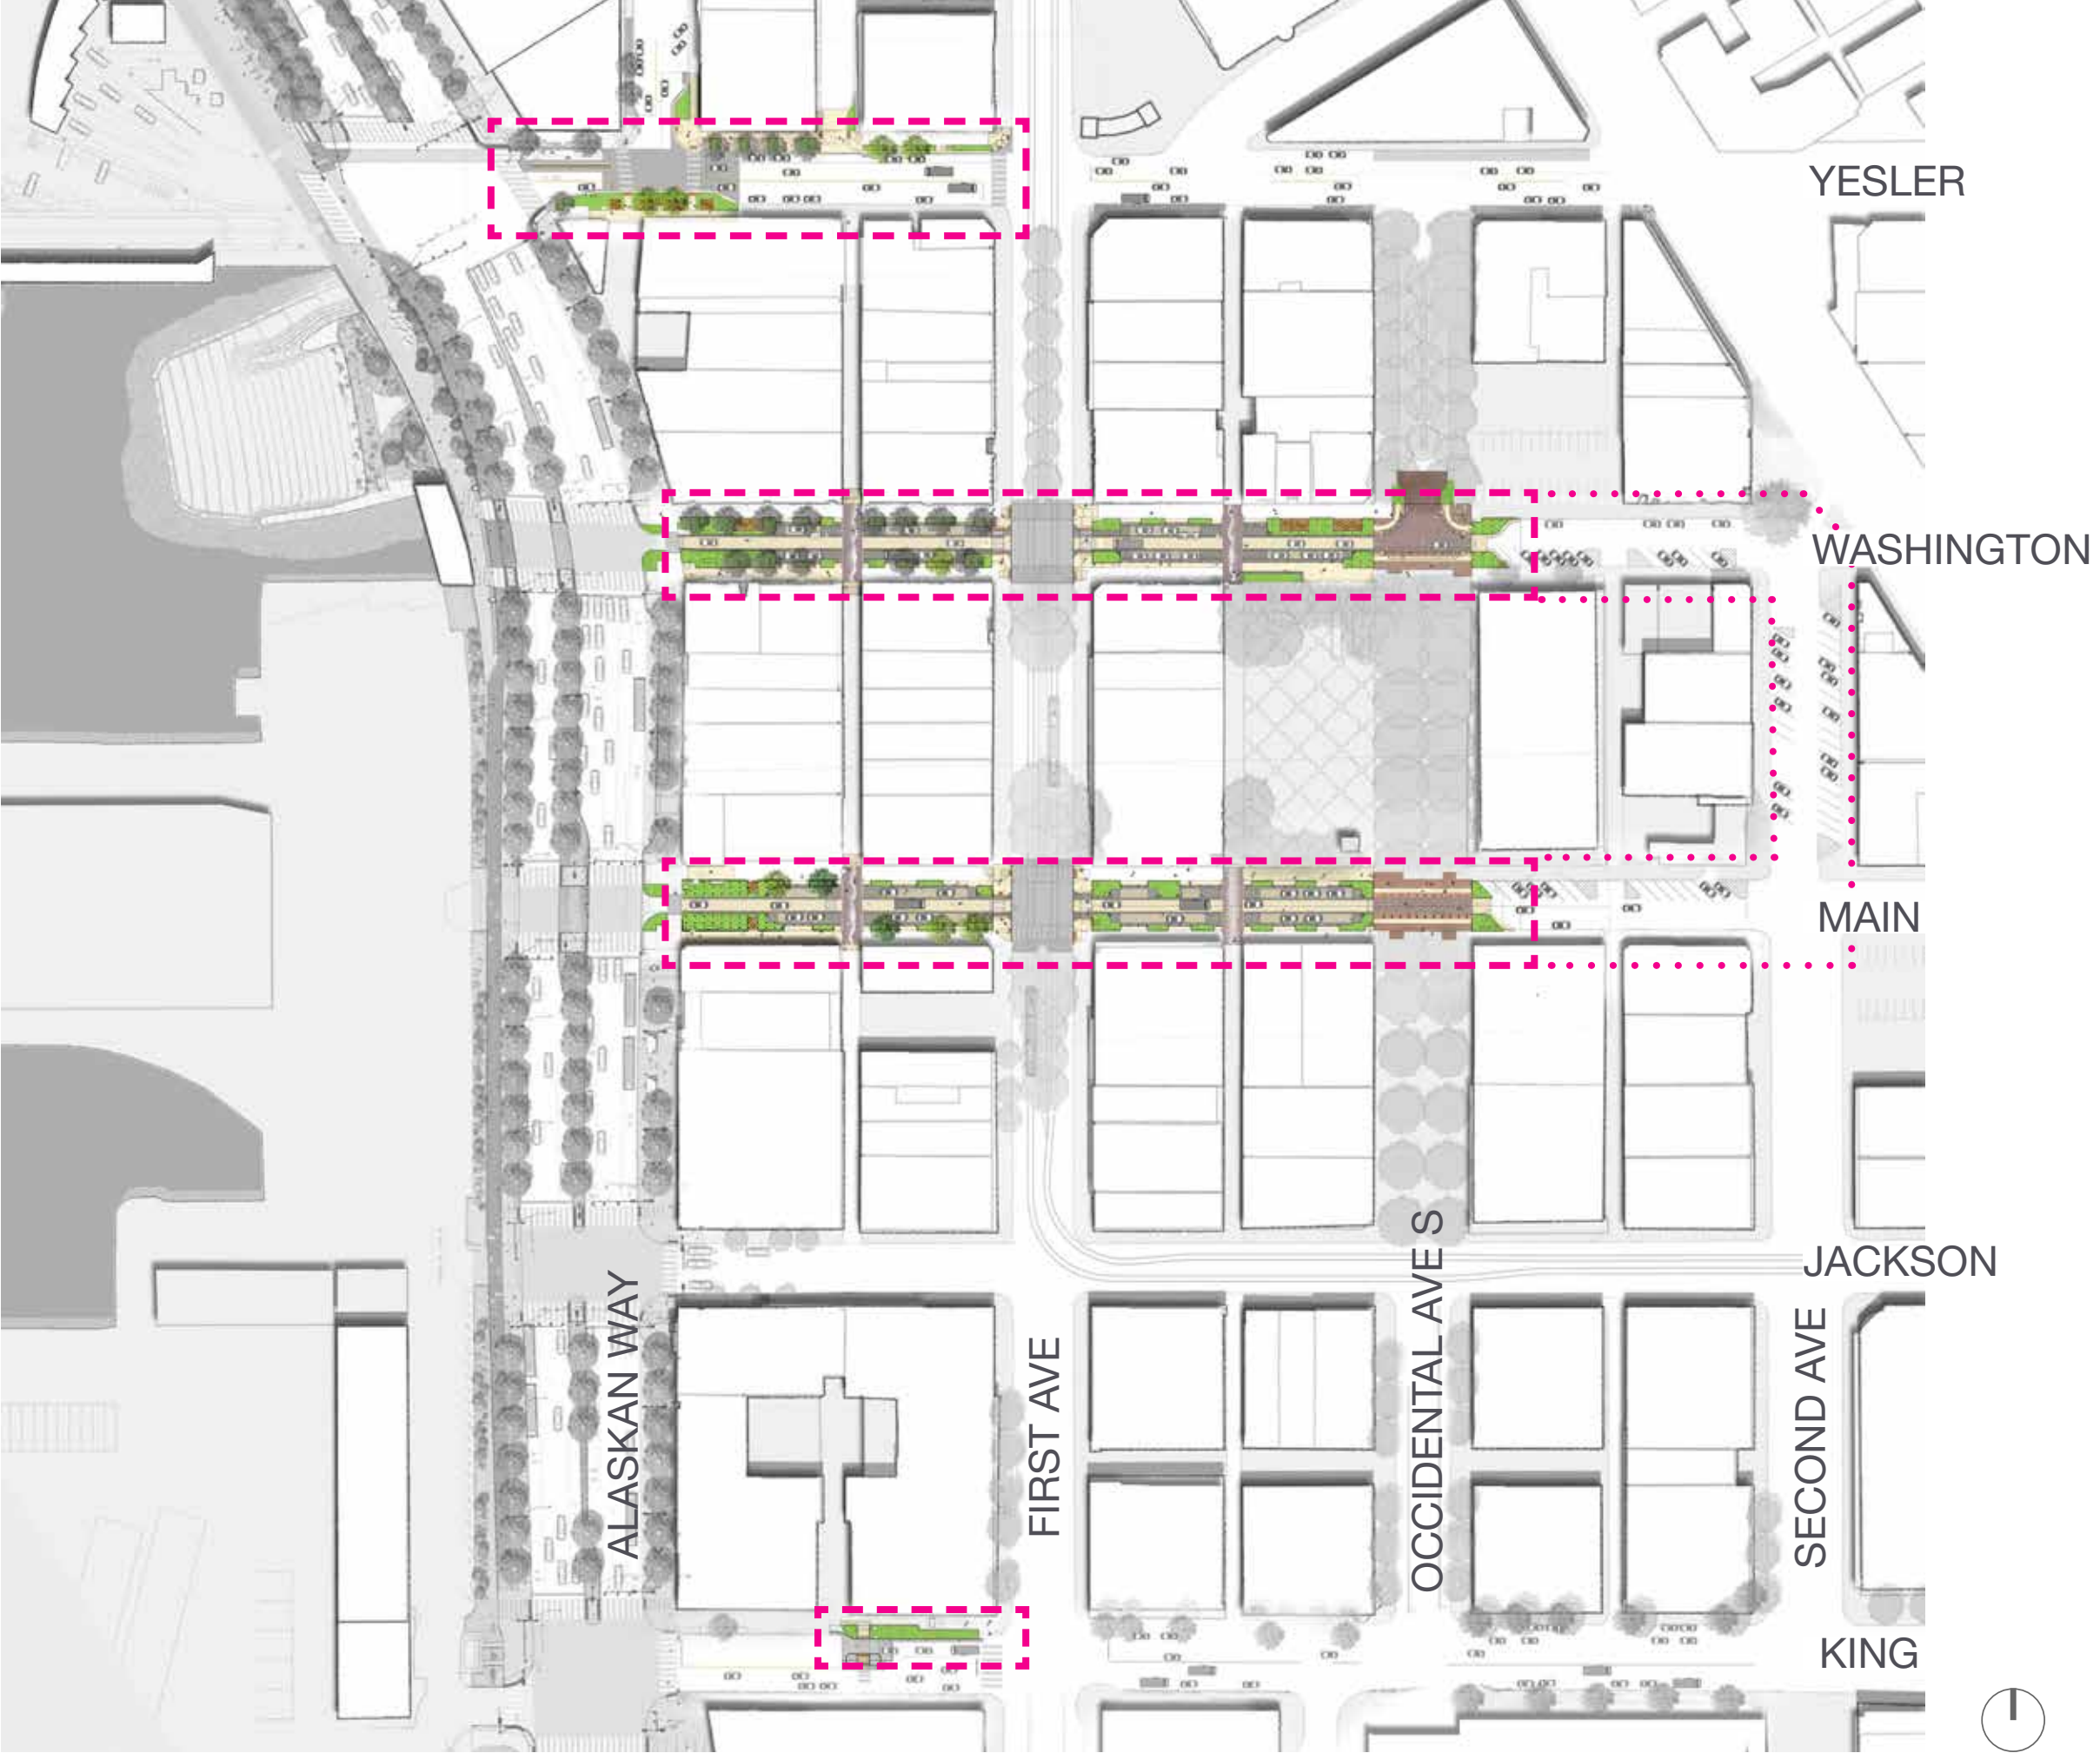 YESLER
WASHINGTON
MAIN
JACKSON
ALASKAN WAY
FIRST AVE
OCCIDENTAL AVE S
SECOND AVE
KING